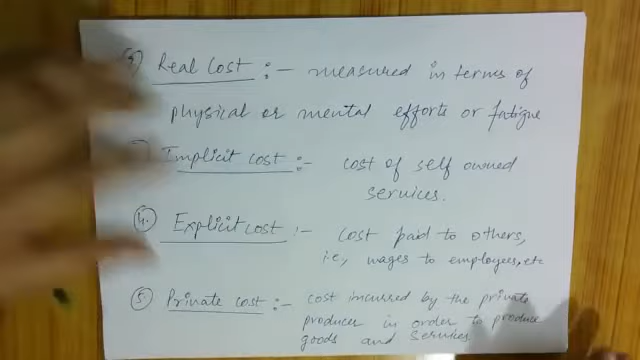 Real Cost :- measured in terms of
physical or mental efforts or fatigue
Implicit cost :- cost of self owned
services.
4. Explicit cost :- cost paid to others,
i.e., wages to employees, etc
5. Private cost :- cost incurred by the private
producer in order to produce
goods and services